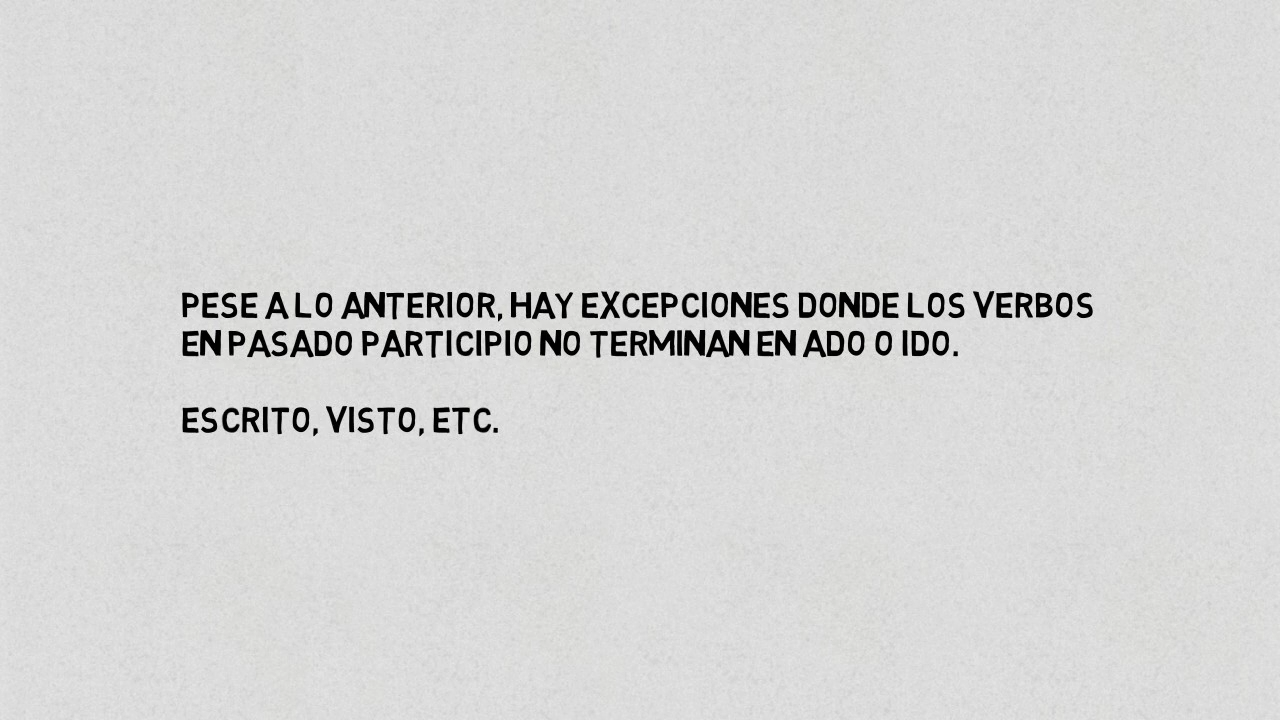 PESE A LO ANTERIOR, HAY EXCEPCIONES DONDE LOS VERBOS
EN PASADO PARTICIPIO NO TERMINAN EN ADO O IDO.
ESCRITO, VISTO, ETC.